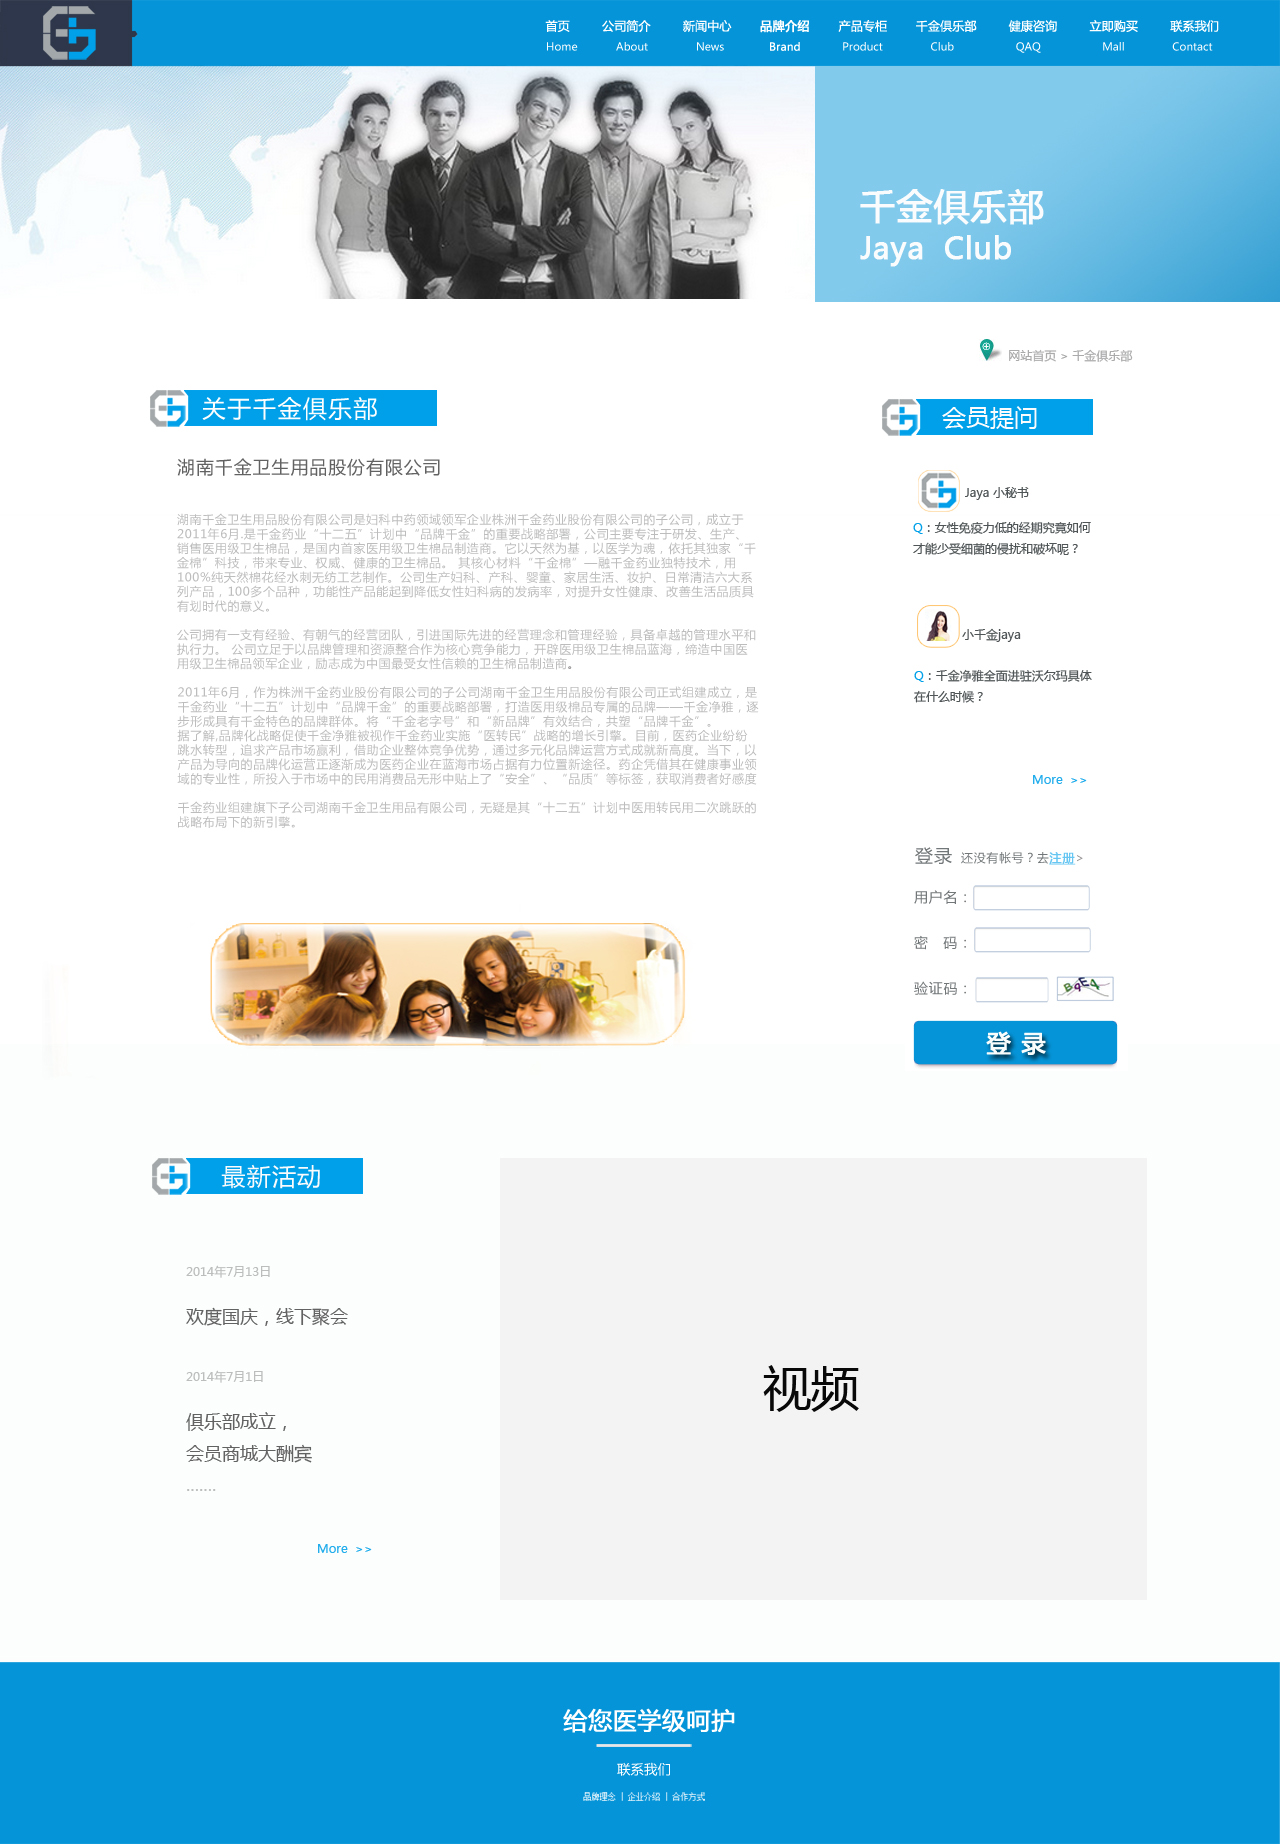 首页 公司简介 新闻中心 品牌介绍 产品专柜 千金俱乐部 健康咨询 立即购买 联系我们
Home About News Brand Product Club QAQ Mall Contact
千金俱乐部
Jaya Club
网站首页 > 千金俱乐部
关于千金俱乐部
湖南千金卫生用品股份有限公司
湖南千金卫生用品股份有限公司是妇科中药领域领军企业株洲千金药业股份有限公司的子公司，成立于
2011年6月.是千金药业“十二五”计划中“品牌千金”的重要战略部署，公司主要专注于研发、生产、
销售医用级卫生棉品，是国内首家医用级卫生棉品制造商。它以天然为基，以医学为魂，依托其独家“千
金棉”科技，带来专业、权威、健康的卫生棉品。 其核心材料“千金棉”—融千金药业独特技术，用
100%纯天然棉花经水刺无纺工艺制作。公司生产妇科、产科、婴童、家居生活、妆护、日常清洁六大系
列产品，100多个品种，功能性产品能起到降低女性妇科病的发病率，对提升女性健康、改善生活品质具
有划时代的意义。
公司拥有一支有经验、有朝气的经营团队，引进国际先进的经营理念和管理经验，具备卓越的管理水平和
执行力。 公司立足于以品牌管理和资源整合作为核心竞争能力，开辟医用级卫生棉品蓝海，缔造中国医
用级卫生棉品领军企业，励志成为中国最受女性信赖的卫生棉品制造商。
2011年6月，作为株洲千金药业股份有限公司的子公司湖南千金卫生用品股份有限公司正式组建成立，是
千金药业“十二五”计划中“品牌千金”的重要战略部署，打造医用级棉品专属的品牌——千金净雅，逐
步形成具有千金特色的品牌群体。将“千金老字号”和“新品牌”有效结合，共塑“品牌千金”。
据了解,品牌化战略促使千金净雅被视作千金药业实施“医转民”战略的增长引擎。目前，医药企业纷纷
跳水转型，追求产品市场赢利，借助企业整体竞争优势，通过多元化品牌运营方式成就新高度。当下，以
产品为导向的品牌化运营正逐渐成为医药企业在蓝海市场占据有力位置新途径。药企凭借其在健康事业领
域的专业性，所投入于市场中的民用消费品无形中贴上了“安全”、“品质”等标签，获取消费者好感度
千金药业组建旗下子公司湖南千金卫生用品有限公司，无疑是其“十二五”计划中医用转民用二次跳跃的
战略布局下的新引擎。
会员提问
Jaya 小秘书
Q：女性免疫力低的经期究竟如何
才能少受细菌的侵扰和破坏呢？
小千金jaya
Q：千金净雅全面进驻沃尔玛具体
在什么时候？
More >>
登录 还没有帐号？去注册>
用户名：
密 码：
验证码： B9EA
登 录
最新活动
2014年7月13日
欢度国庆，线下聚会
2014年7月1日
俱乐部成立，
会员商城大酬宾
.......
More >>
视频
给您医学级呵护
联系我们
品牌理念 | 企业介绍 | 合作方式